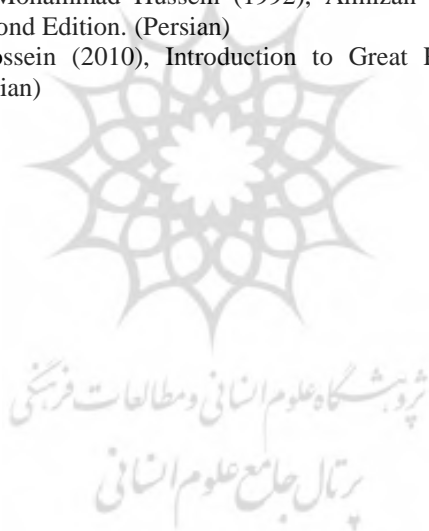 Mohammad Hussein (1992), Almizan
ond Edition. (Persian)
ossein (2010), Introduction to Great
ian)
پژوهشگاه علوم انسانی و مطالعات فرهنگی
پرتال جامع علوم انسانی